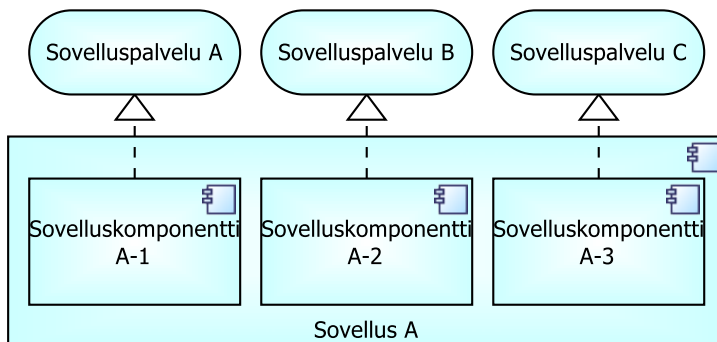 Sovelluspalvelu A
Sovelluspalvelu B
Sovelluspalvelu C
Sovelluskomponentti
A-1
Sovelluskomponentti
A-2
Sovelluskomponentti
A-3
Sovellus A